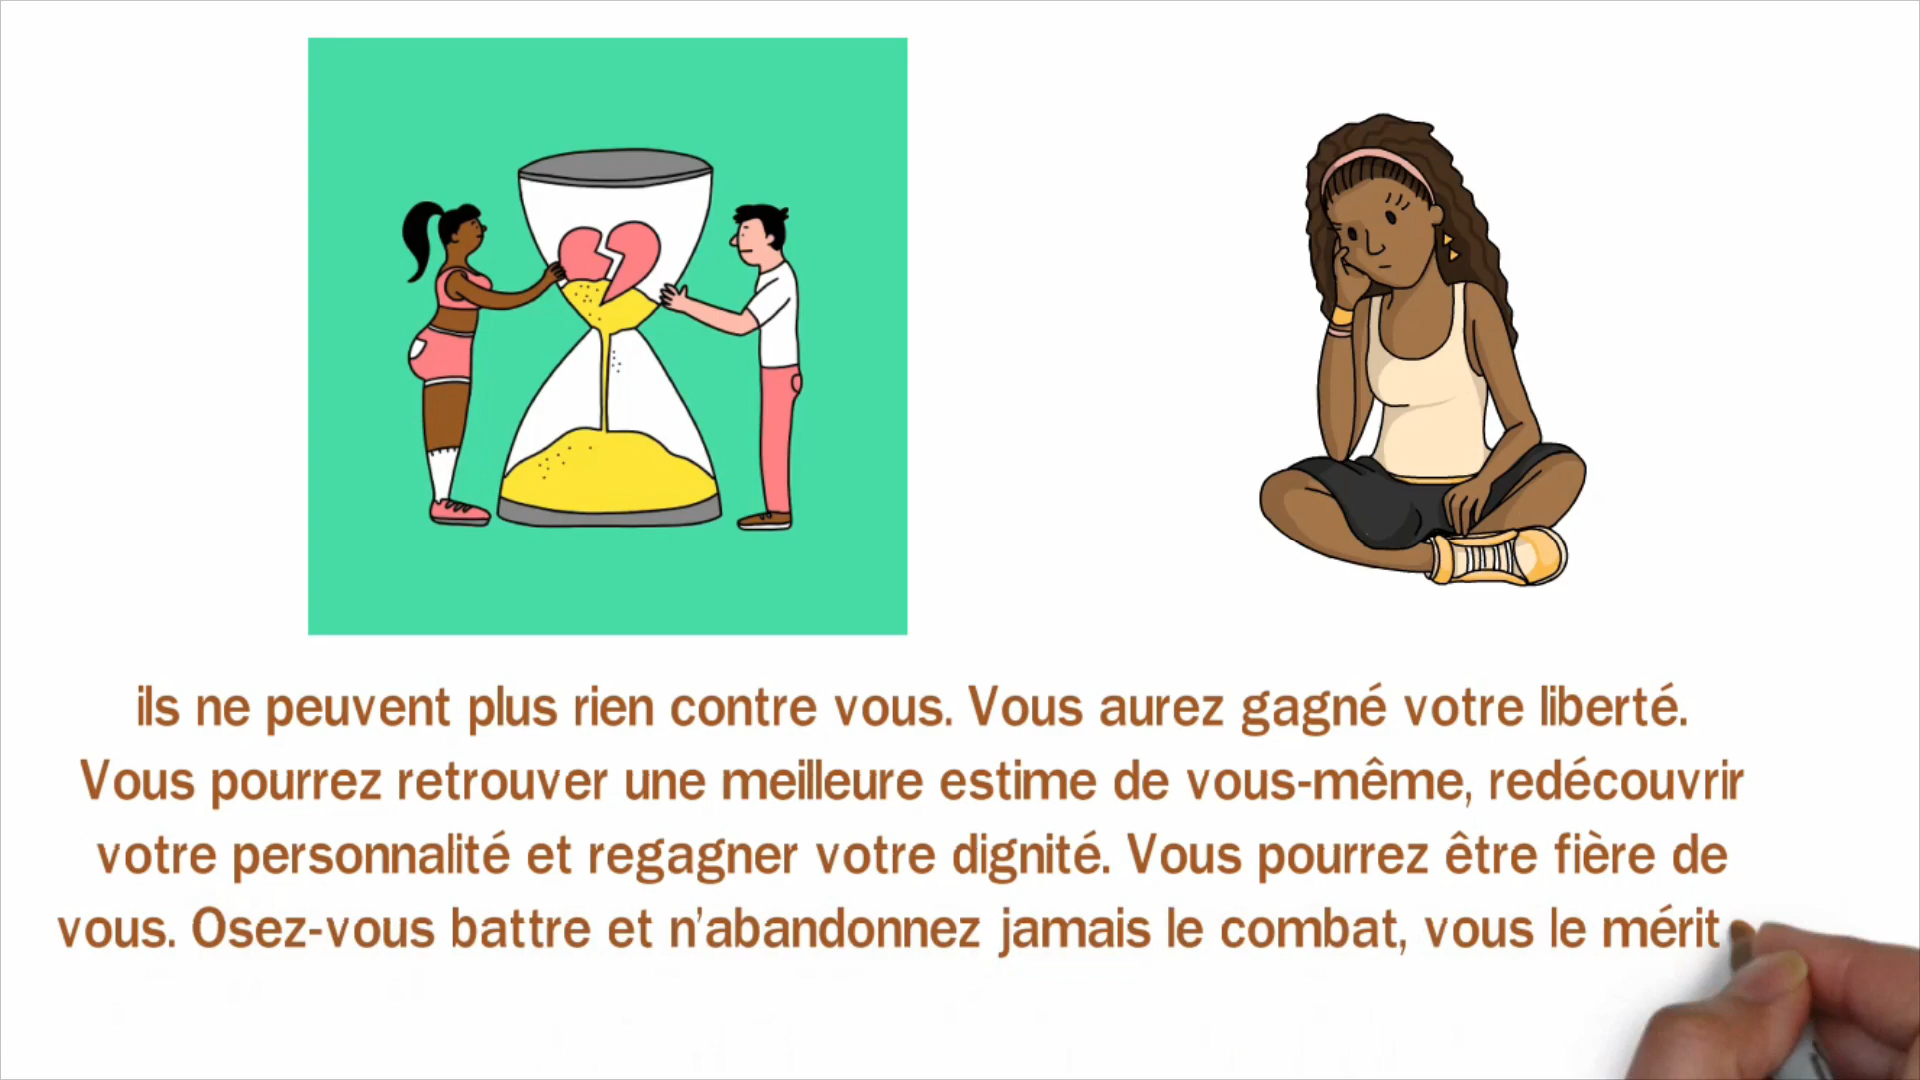 ils ne peuvent plus rien contre vous. Vous aurez gagné votre liberté.
Vous pourrez retrouver une meilleure estime de vous-même, redécouvrir
votre personnalité et regagner votre dignité. Vous pourrez être fière de
vous. Osez-vous battre et n’abandonnez jamais le combat, vous le mérit